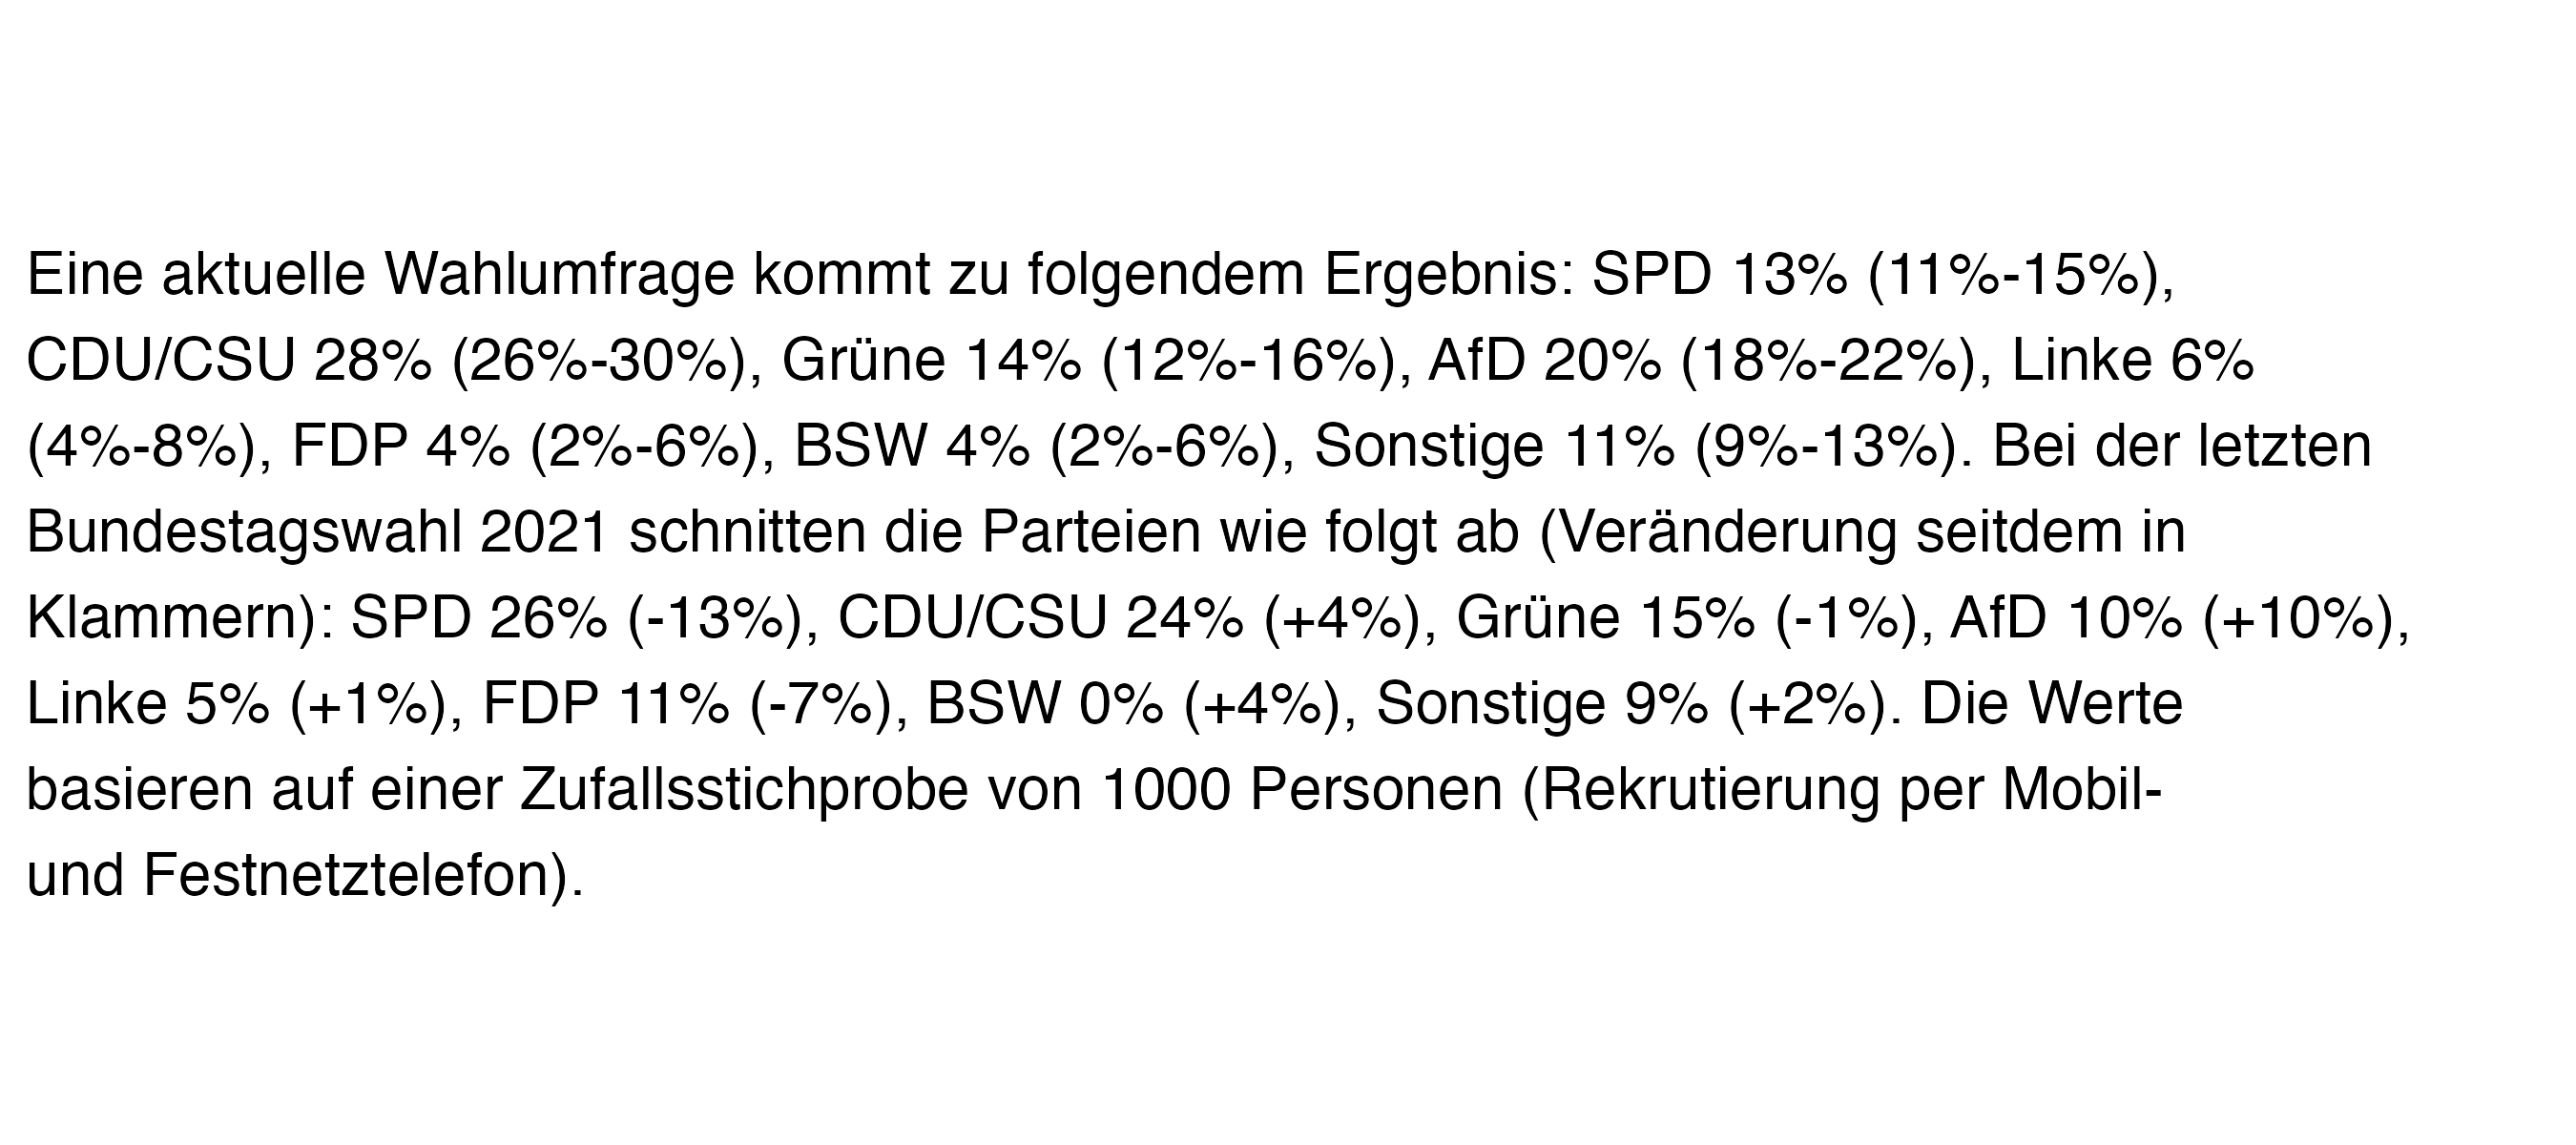 Eine aktuelle Wahlumfrage kommt zu folgendem Ergebnis: SPD 13% (11%-15%),
CDU/CSU 28% (26%-30%), Grüne 14% (12%-16%), AfD 20% (18%-22%), Linke 6%
(4%-8%), FDP 4% (2%-6%), BSW 4% (2%-6%), Sonstige 11% (9%-13%). Bei der letzten
Bundestagswahl 2021 schnitten die Parteien wie folgt ab (Veränderung seitdem in
Klammern): SPD 26% (-13%), CDU/CSU 24% (+4%), Grüne 15% (-1%), AfD 10% (+10%),
Linke 5% (+1%), FDP 11% (-7%), BSW 0% (+4%), Sonstige 9% (+2%). Die Werte
basieren auf einer Zufallsstichprobe von 1000 Personen (Rekrutierung per Mobil-
und Festnetztelefon).